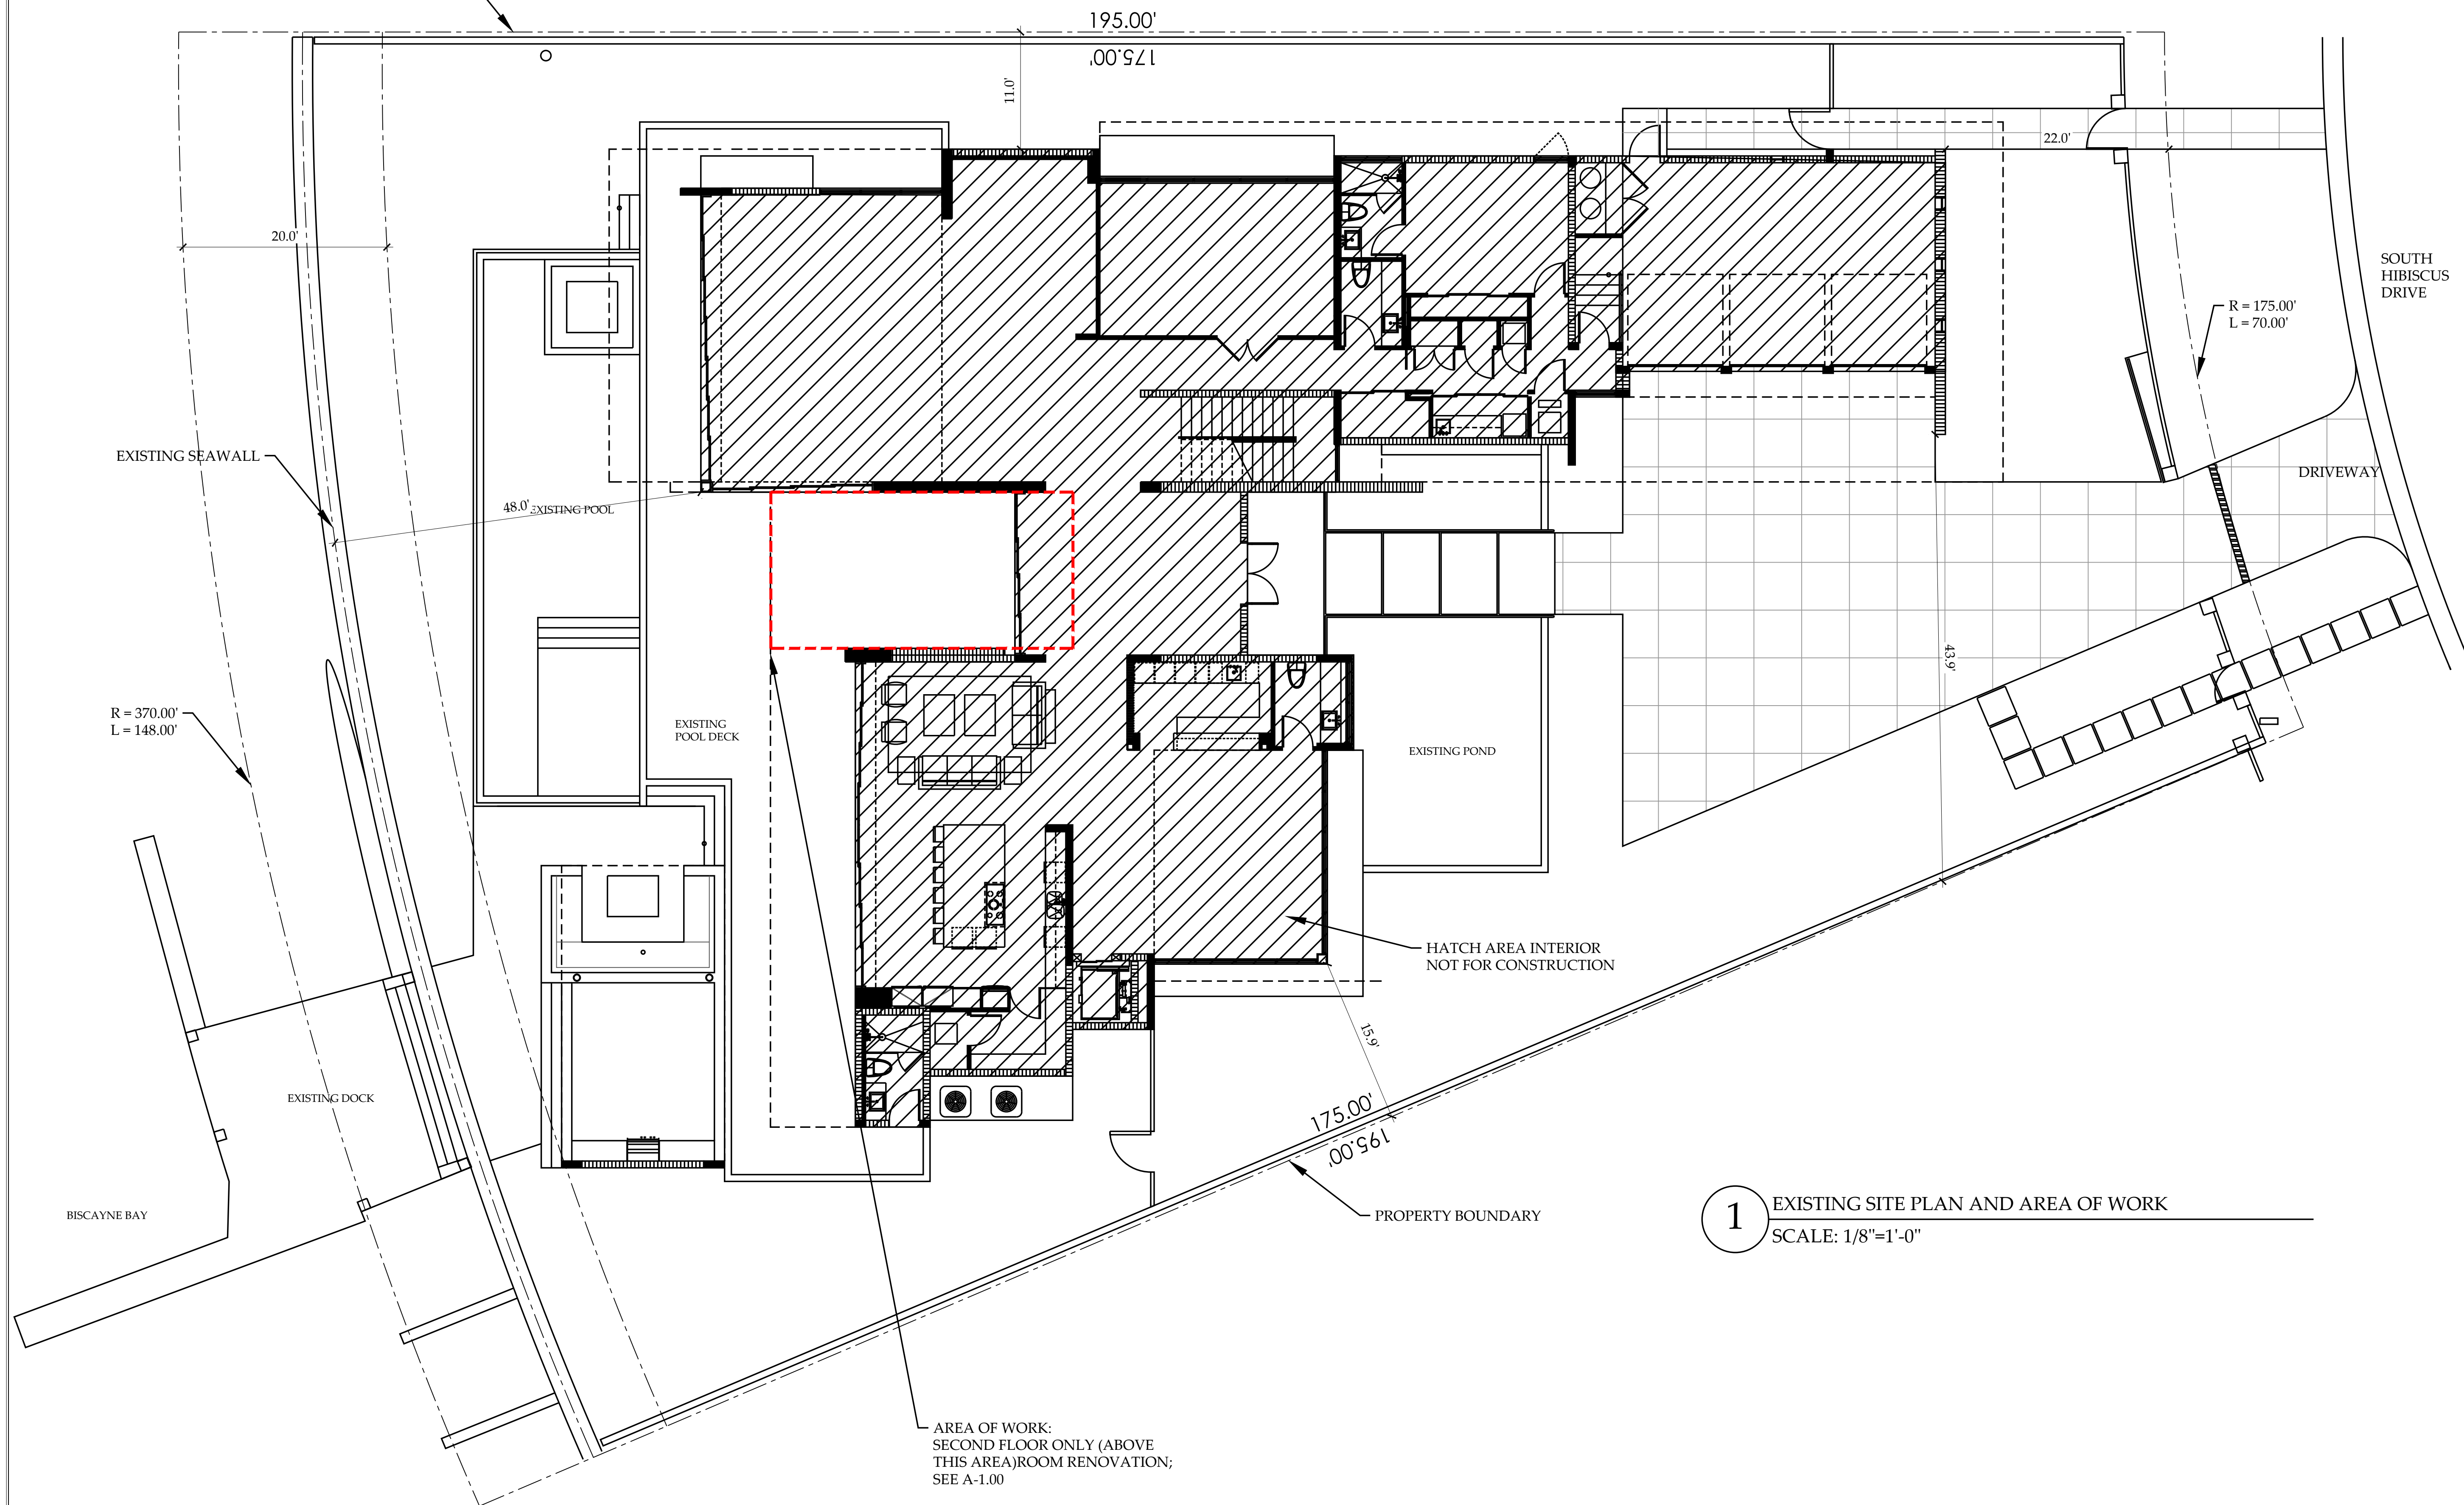 195.00'
175.00'
11.0'
22.0'
20.0'
SOUTH
HIBISCUS
DRIVE
R = 175.00'
L = 70.00'
EXISTING SEAWALL
DRIVEWAY
48.0'
EXISTING POOL
43.9'
R = 370.00'
L = 148.00'
EXISTING
POOL DECK
EXISTING POND
HATCH AREA INTERIOR
NOT FOR CONSTRUCTION
15.9'
EXISTING DOCK
175.00'
195.00'
BISCAYNE BAY
PROPERTY BOUNDARY
1
EXISTING SITE PLAN AND AREA OF WORK
SCALE: 1/8"=1'-0"
AREA OF WORK:
SECOND FLOOR ONLY (ABOVE
THIS AREA)ROOM RENOVATION;
SEE A-1.00